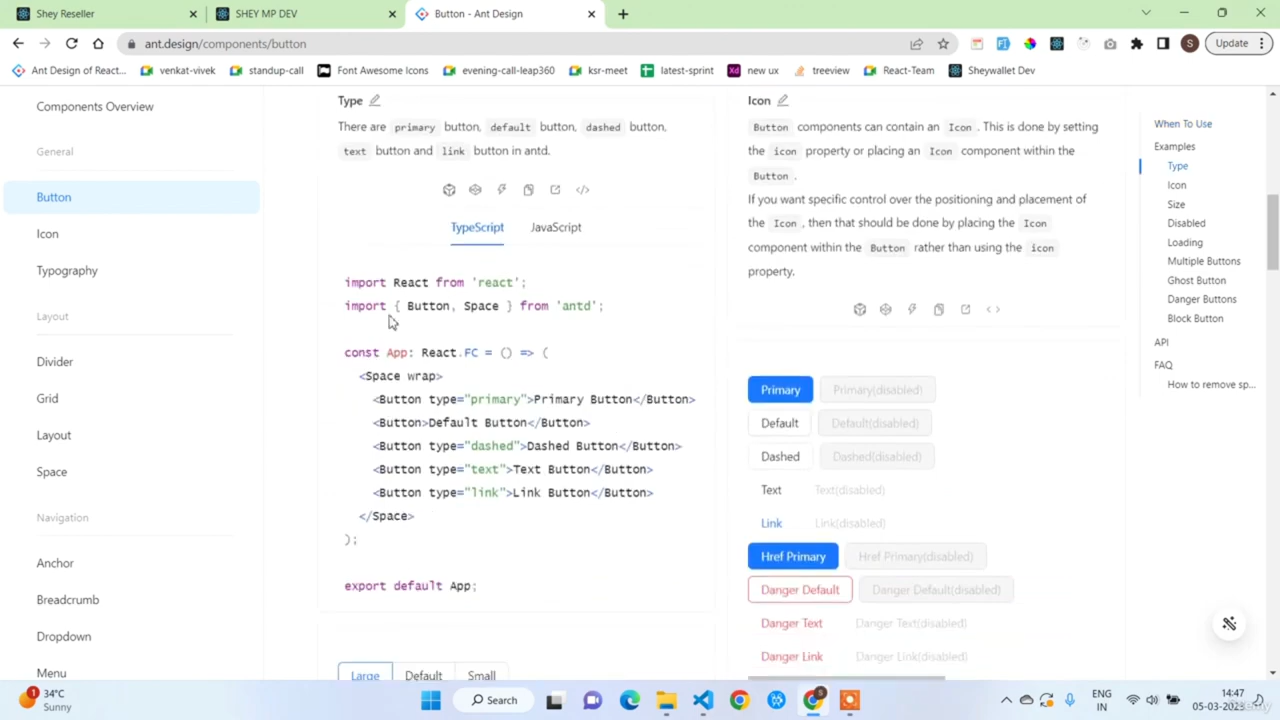 Shey Reseller
SHEY MP DEV
Button - Ant Design
ant.design/components/button
S
Update
Ant Design of React...
venkat-vivek
standup-call
Font Awesome Icons
evening-call-leap360
ksr-meet
latest-sprint
new ux
treeview
React-Team
Sheywallet Dev
Components Overview
General
Button
Icon
Typography
Layout
Divider
Grid
Layout
Space
Navigation
Anchor
Breadcrumb
Dropdown
Menu
Type
There are primary button, default button, dashed button,
text button and link button in antd.
TypeScript
JavaScript
import React from 'react';
import { Button, Space } from 'antd';
const App: React.FC = () => (
<Space wrap>
<Button type="primary">Primary Button</Button>
<Button>Default Button</Button>
<Button type="dashed">Dashed Button</Button>
<Button type="text">Text Button</Button>
<Button type="link">Link Button</Button>
</Space>
);
export default App;
Large
Default
Small
Icon
Button components can contain an Icon. This is done by setting
the icon property or placing an Icon component within the
Button.
If you want specific control over the positioning and placement of
the Icon, then that should be done by placing the Icon
component within the Button rather than using the icon
property.
Primary
Primary(disabled)
Default
Default(disabled)
Dashed
Dashed(disabled)
Text
Text(disabled)
Link
Link(disabled)
Href Primary
Href Primary(disabled)
Danger Default
Danger Default(disabled)
Danger Text
Danger Text(disabled)
Danger Link
Danger Link(disabled)
When To Use
Examples
Type
Icon
Size
Disabled
Loading
Multiple Buttons
Ghost Button
Danger Buttons
Block Button
API
FAQ
How to remove sp...
1
34°C
Sunny
Search
ENG
IN
14:47
05-03-2023